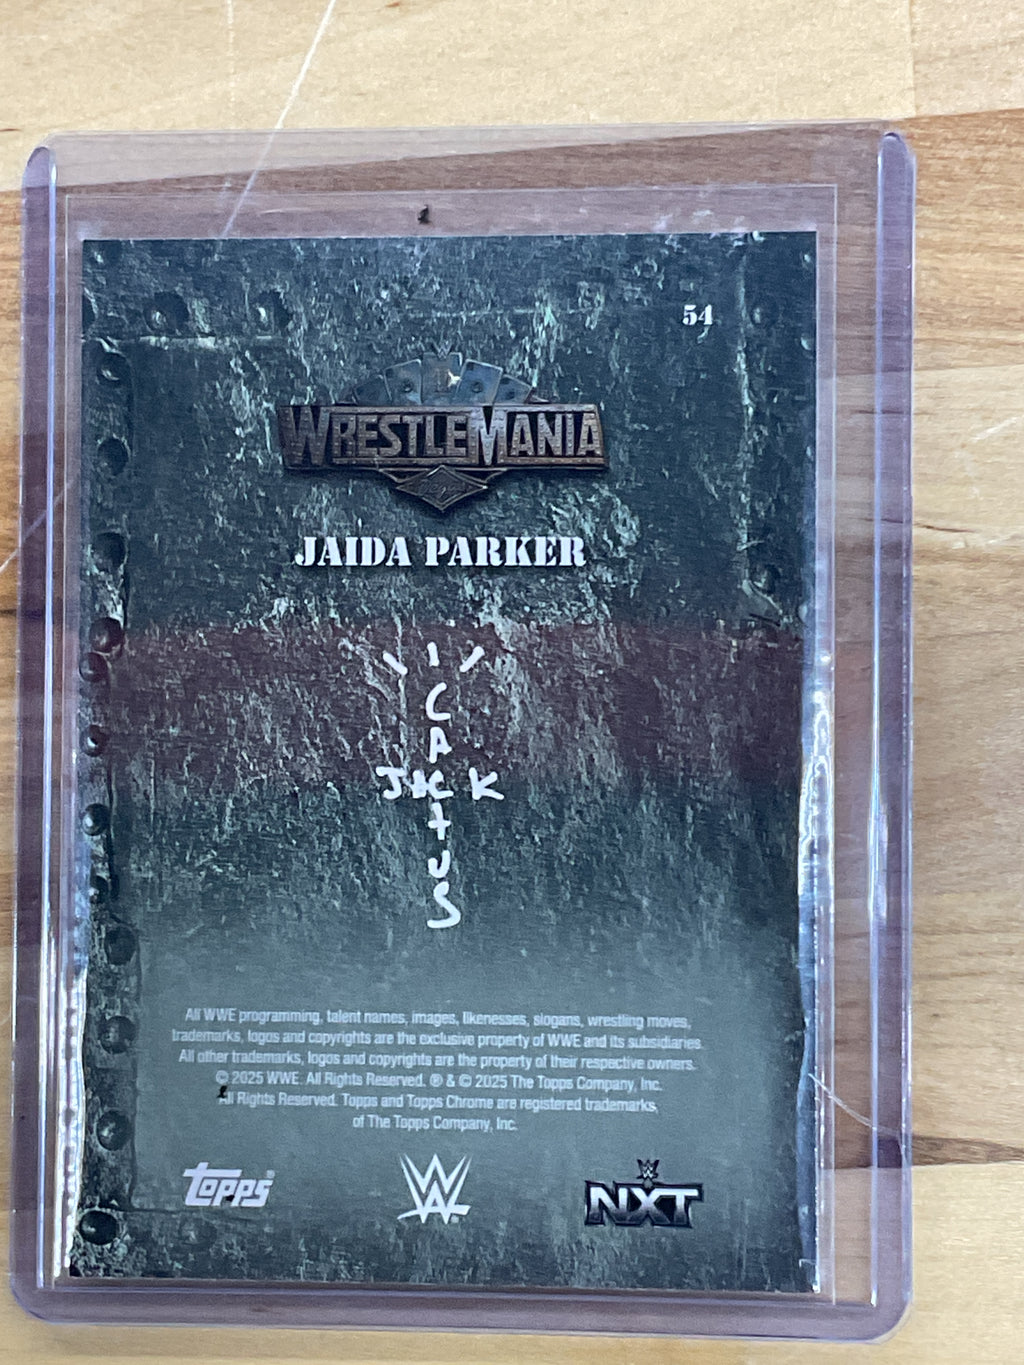 54
WRESTLEMANIA
JAIDA PARKER
CACTUS
JACK
All WWE programming, talent names, images, likenesses, slogans, wrestling moves,
trademarks, logos and copyrights are the exclusive property of WWE and its subsidiaries.
All other trademarks, logos and copyrights are the property of their respective owners.
© 2025 WWE. All Rights Reserved. ® & © 2025 The Topps Company, Inc.
All Rights Reserved. Topps and Topps Chrome are registered trademarks,
of The Topps Company, Inc.
topps® W® W NXT